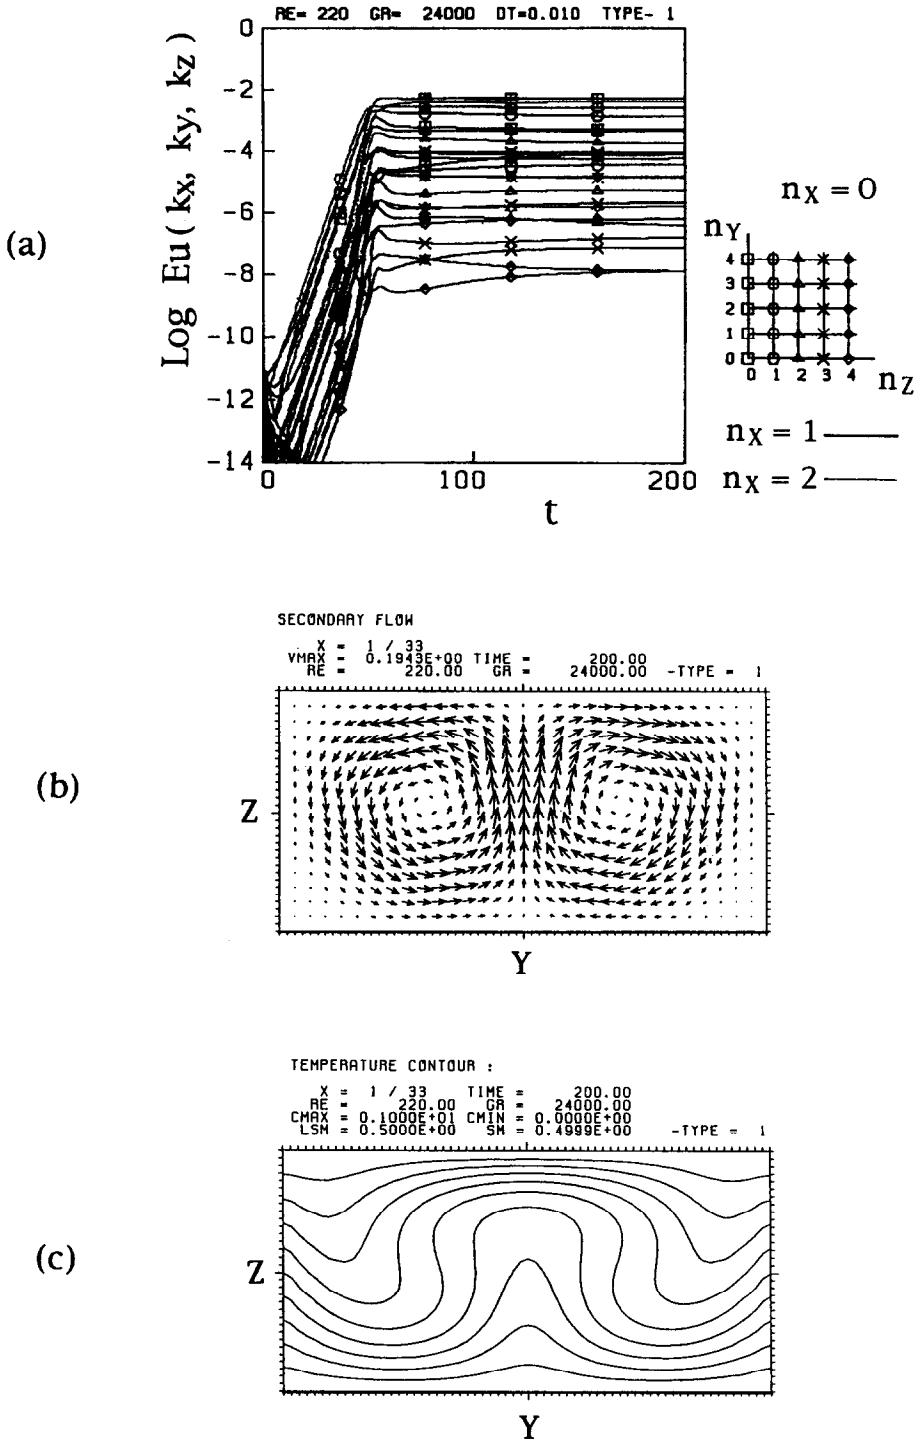 RE= 220 GR= 24000 DT=0.010 TYPE- 1
(a)
Log Eu( kx, ky, kz)
0
-2
-4
-6
-8
-10
-12
-14
0 100 200
t
nX = 0
nY
4
3
2
1
0
0 1 2 3 4
nZ
nX = 1
nX = 2
(b)
SECONDARY FLOW
X = 1 / 33
VMAX = 0.1943E+00 TIME = 200.00
RE = 220.00 GR = 24000.00 -TYPE = 1
Z
Y
(c)
TEMPERATURE CONTOUR :
X = 1 / 33 TIME = 200.00
RE = 220.00 GR = 24000.00
CMAX = 0.1000E+01 CMIN = 0.0000E+00
LSM = 0.5000E+00 SM = 0.4999E+00 -TYPE = 1
Z
Y